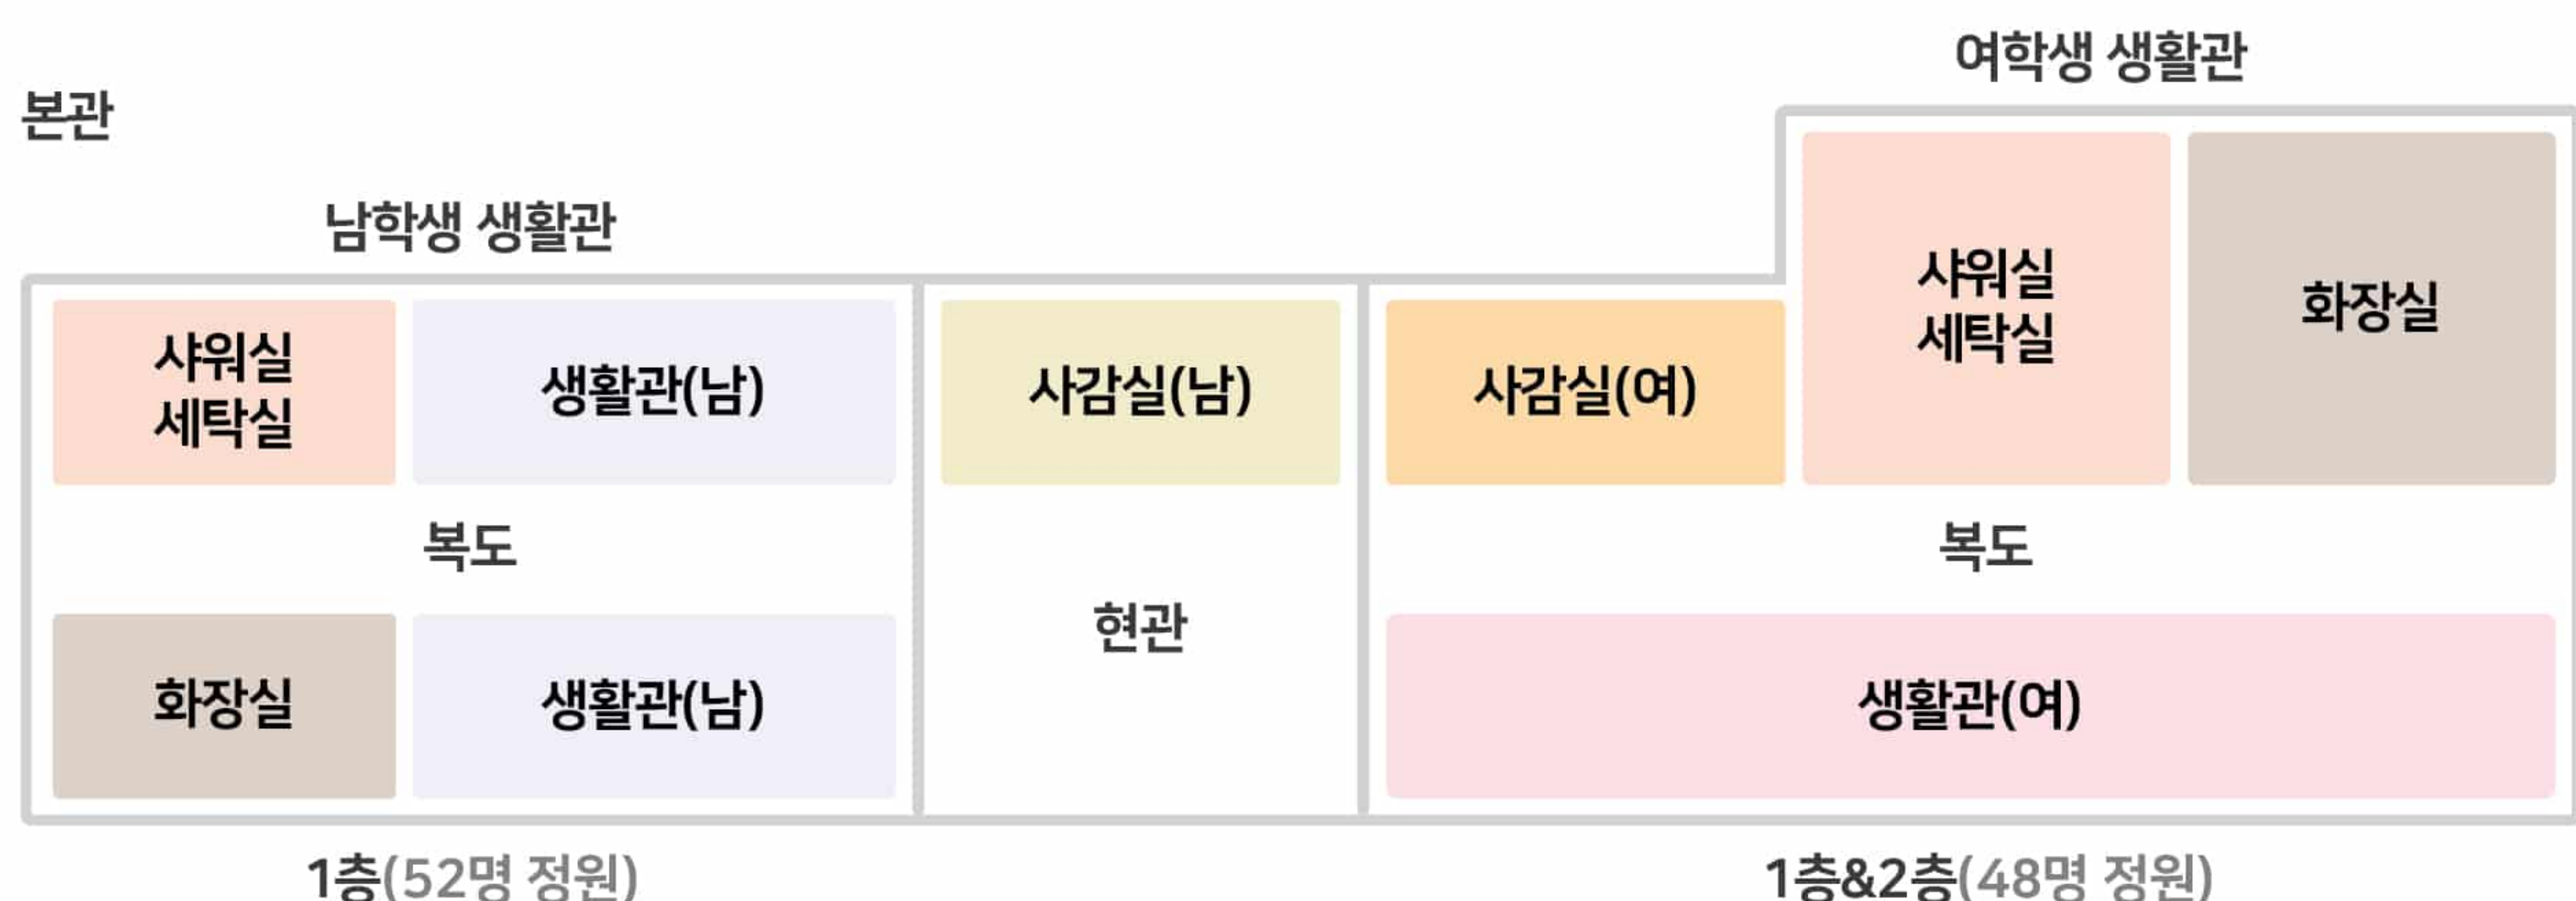 본관
여학생 생활관
남학생 생활관
샤워실
세탁실
생활관(남)
사감실(남)
사감실(여)
샤워실
세탁실
화장실
복도
복도
현관
화장실
생활관(남)
생활관(여)
1층(52명 정원)
1층&2층(48명 정원)